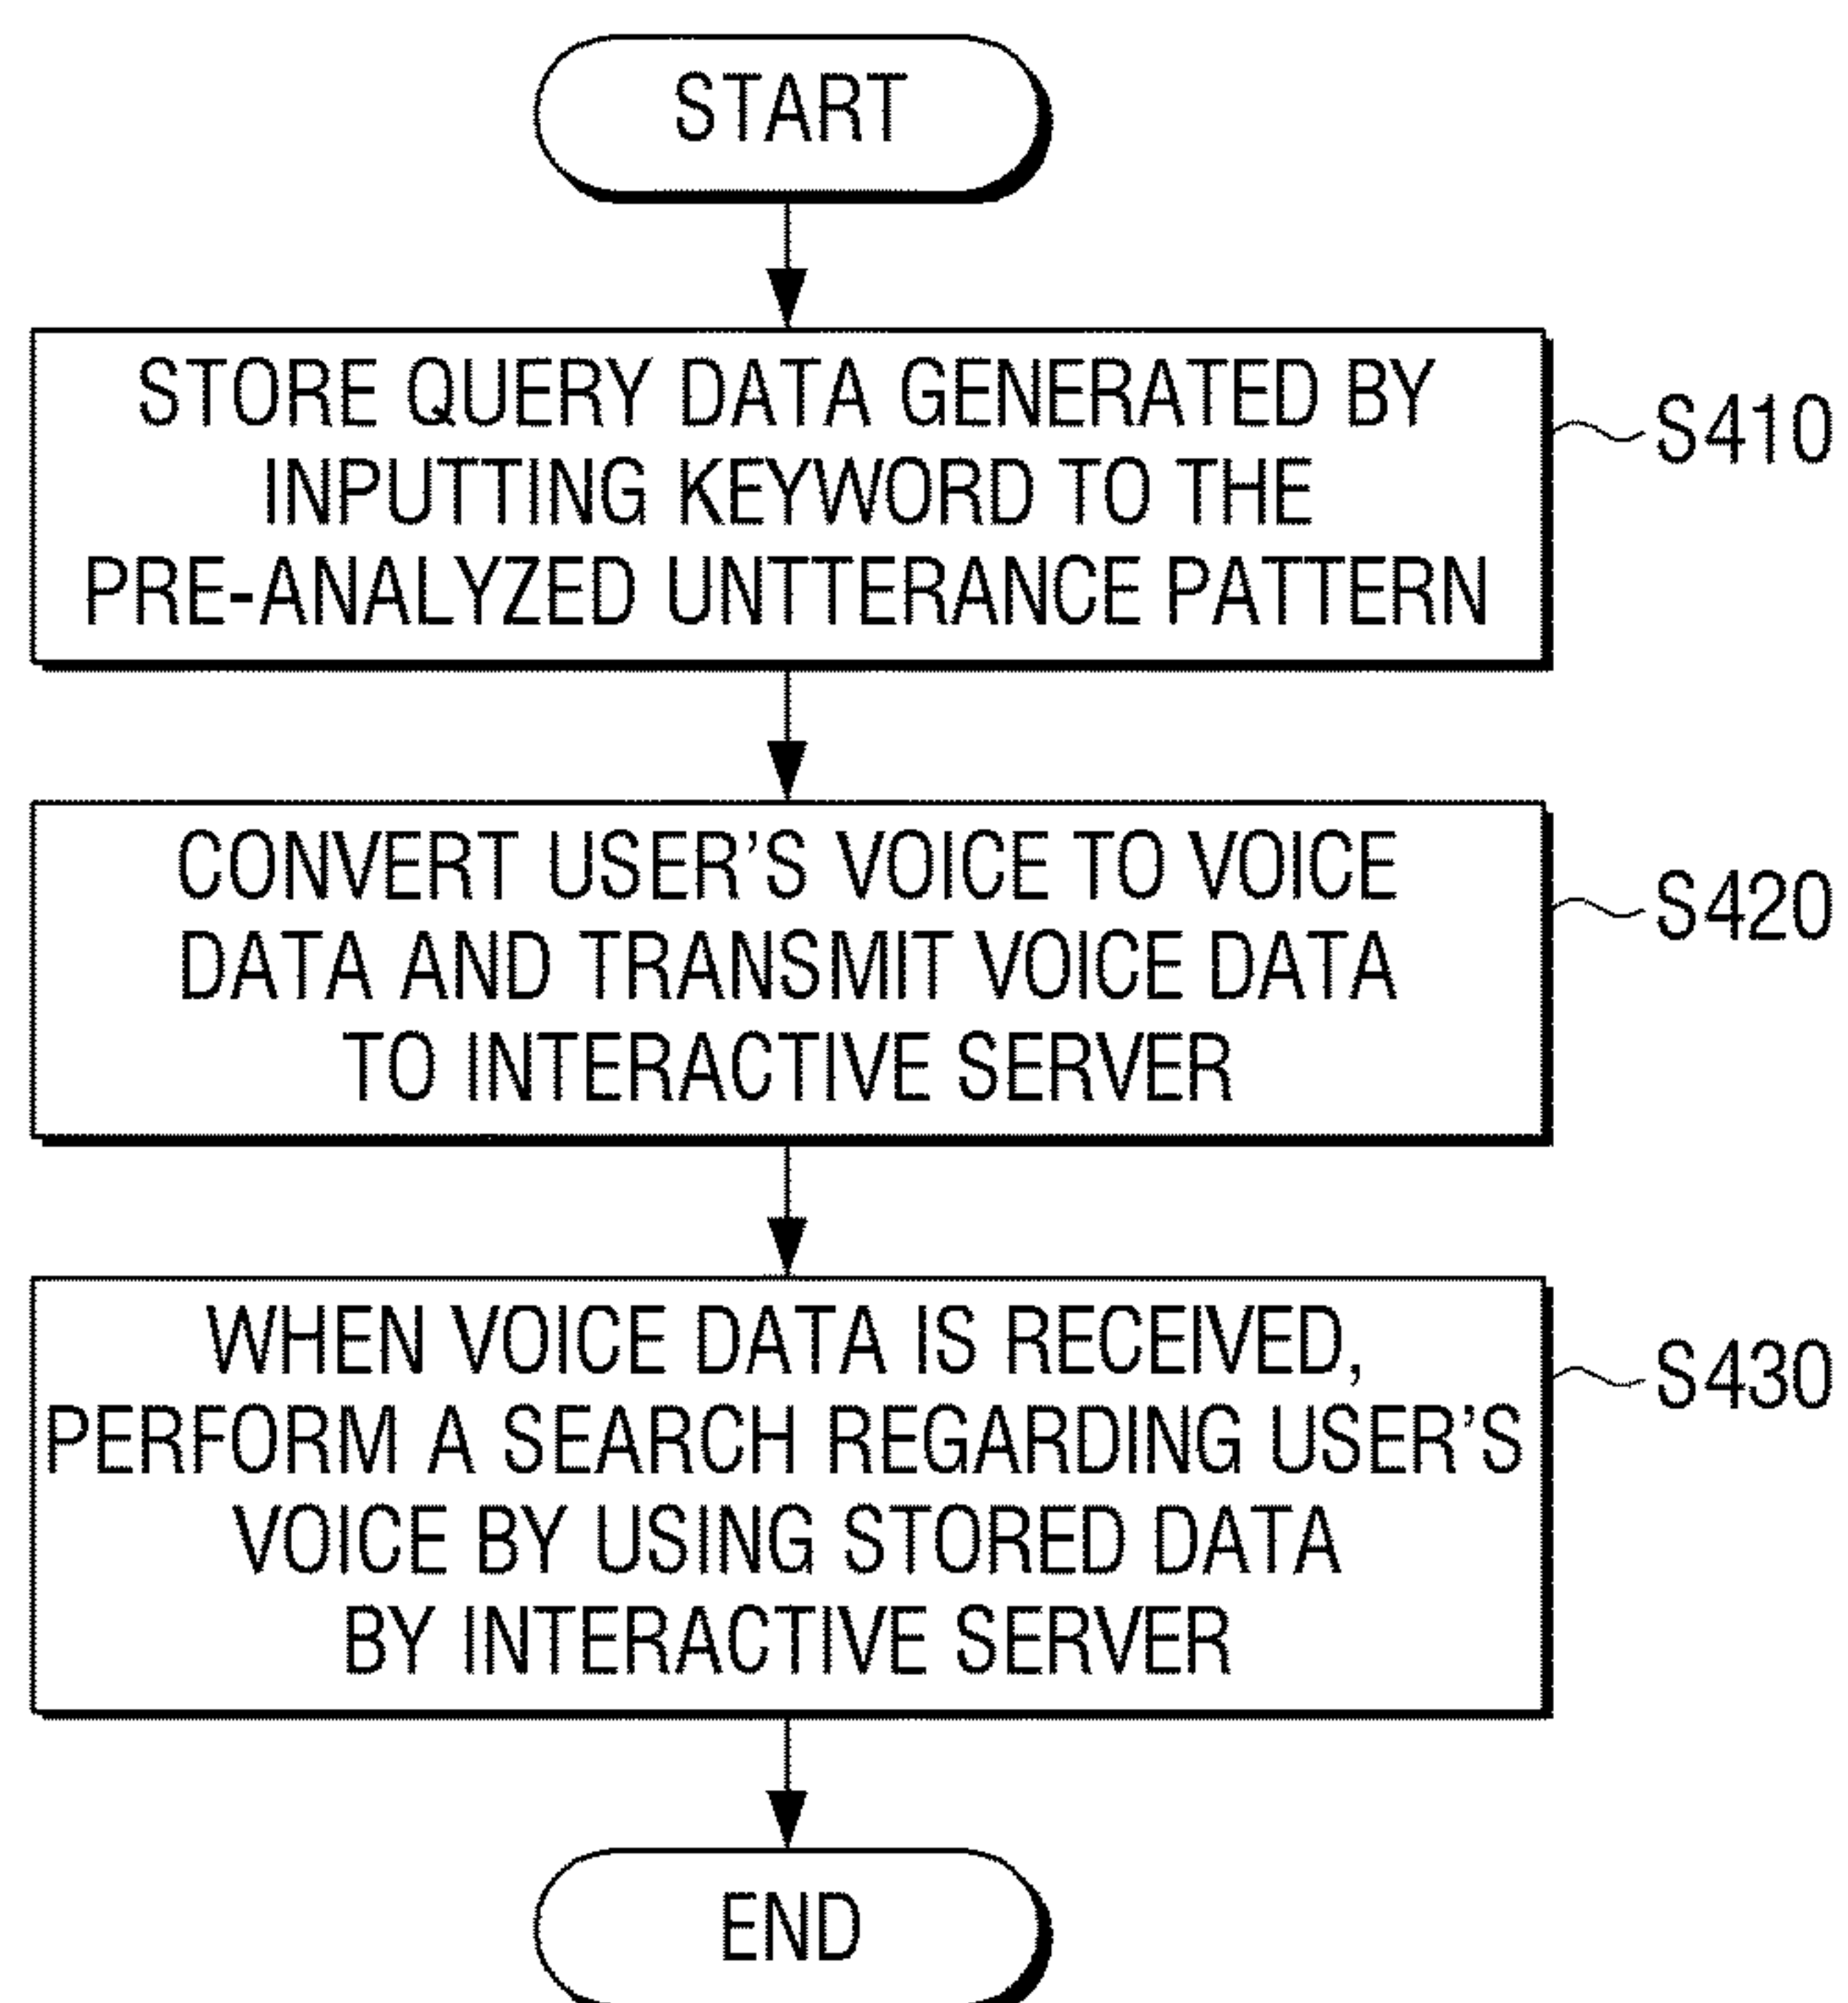 START
STORE QUERY DATA GENERATED BY
INPUTTING KEYWORD TO THE
PRE-ANALYZED UNTTERANCE PATTERN
S410
CONVERT USER'S VOICE TO VOICE
DATA AND TRANSMIT VOICE DATA
TO INTERACTIVE SERVER
S420
WHEN VOICE DATA IS RECEIVED,
PERFORM A SEARCH REGARDING USER'S
VOICE BY USING STORED DATA
BY INTERACTIVE SERVER
S430
END